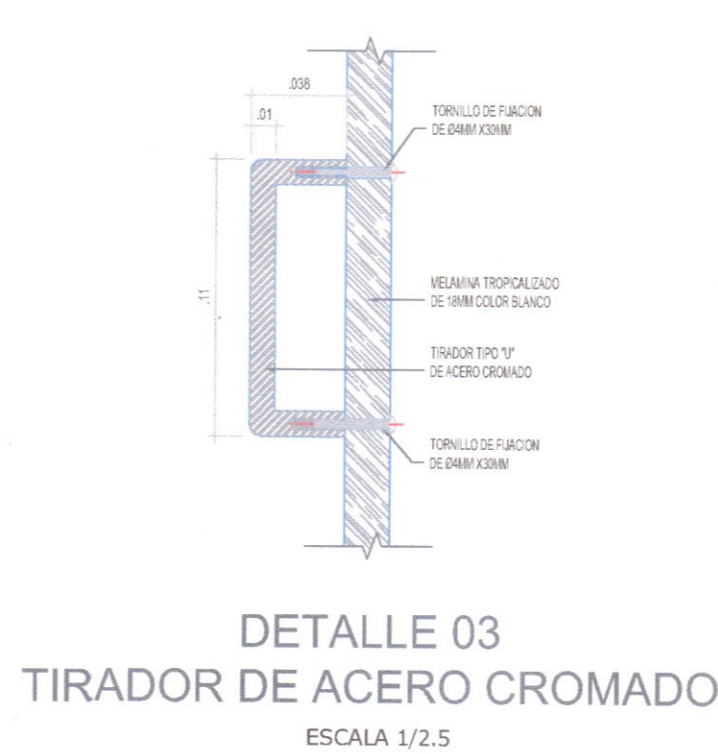 .038
.01
TORNILLO DE FIJACION
DE Ø4MM X30MM
.11
MELAMINA TROPICALIZADO
DE 18MM COLOR BLANCO
TIRADOR TIPO "U"
DE ACERO CROMADO
TORNILLO DE FIJACION
DE Ø4MM X30MM
DETALLE 03
TIRADOR DE ACERO CROMADO
ESCALA 1/2.5